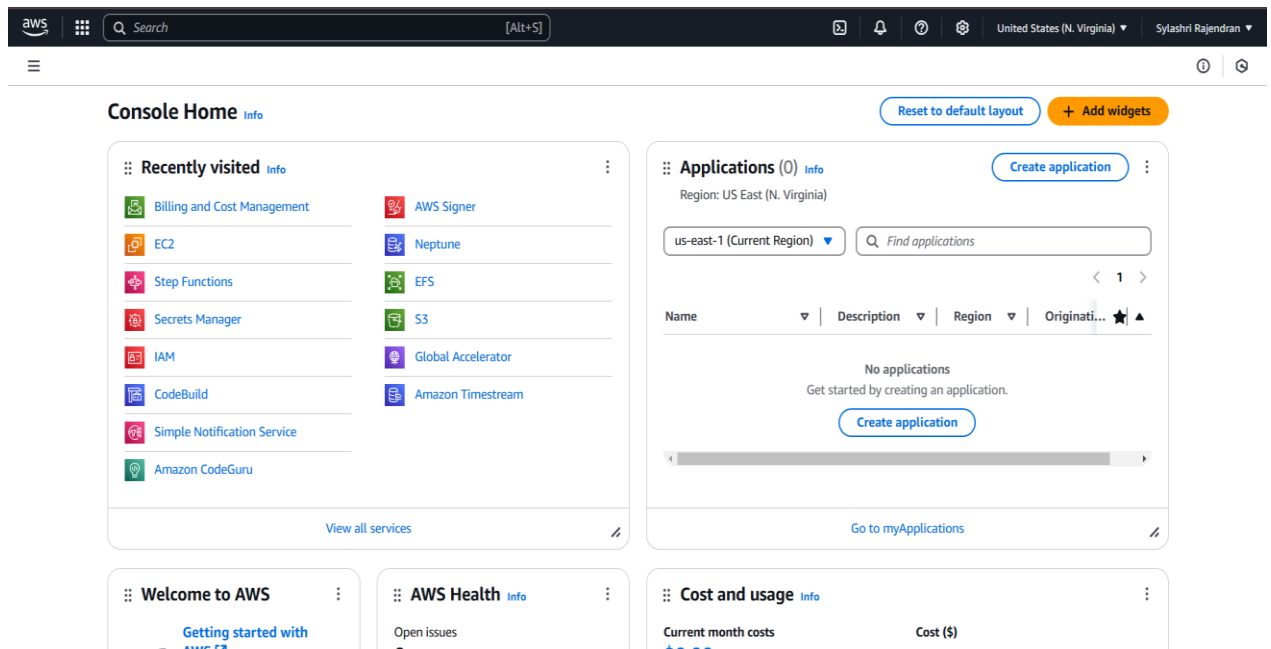 aws
Search [Alt+S]
United States (N. Virginia)
Sylashri Rajendran
Console Home Info
Reset to default layout
+ Add widgets
Recently visited Info
Billing and Cost Management
EC2
Step Functions
Secrets Manager
IAM
CodeBuild
Simple Notification Service
Amazon CodeGuru
AWS Signer
Neptune
EFS
S3
Global Accelerator
Amazon Timestream
View all services
Applications (0) Info
Create application
Region: US East (N. Virginia)
us-east-1 (Current Region)
Find applications
1
Name Description Region Originati...
No applications
Get started by creating an application.
Create application
Go to myApplications
Welcome to AWS
Getting started with
AWS
AWS Health Info
Open issues
Cost and usage Info
Current month costs
Cost ($)